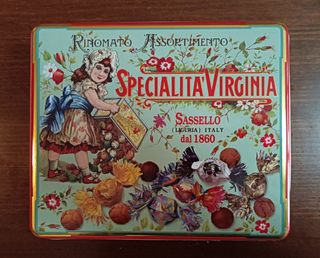 RINOMATO ASSORTIMENTO
SPECIALITÀ VIRGINIA
SASSELLO
(LIGURIA) ITALY
dal 1860